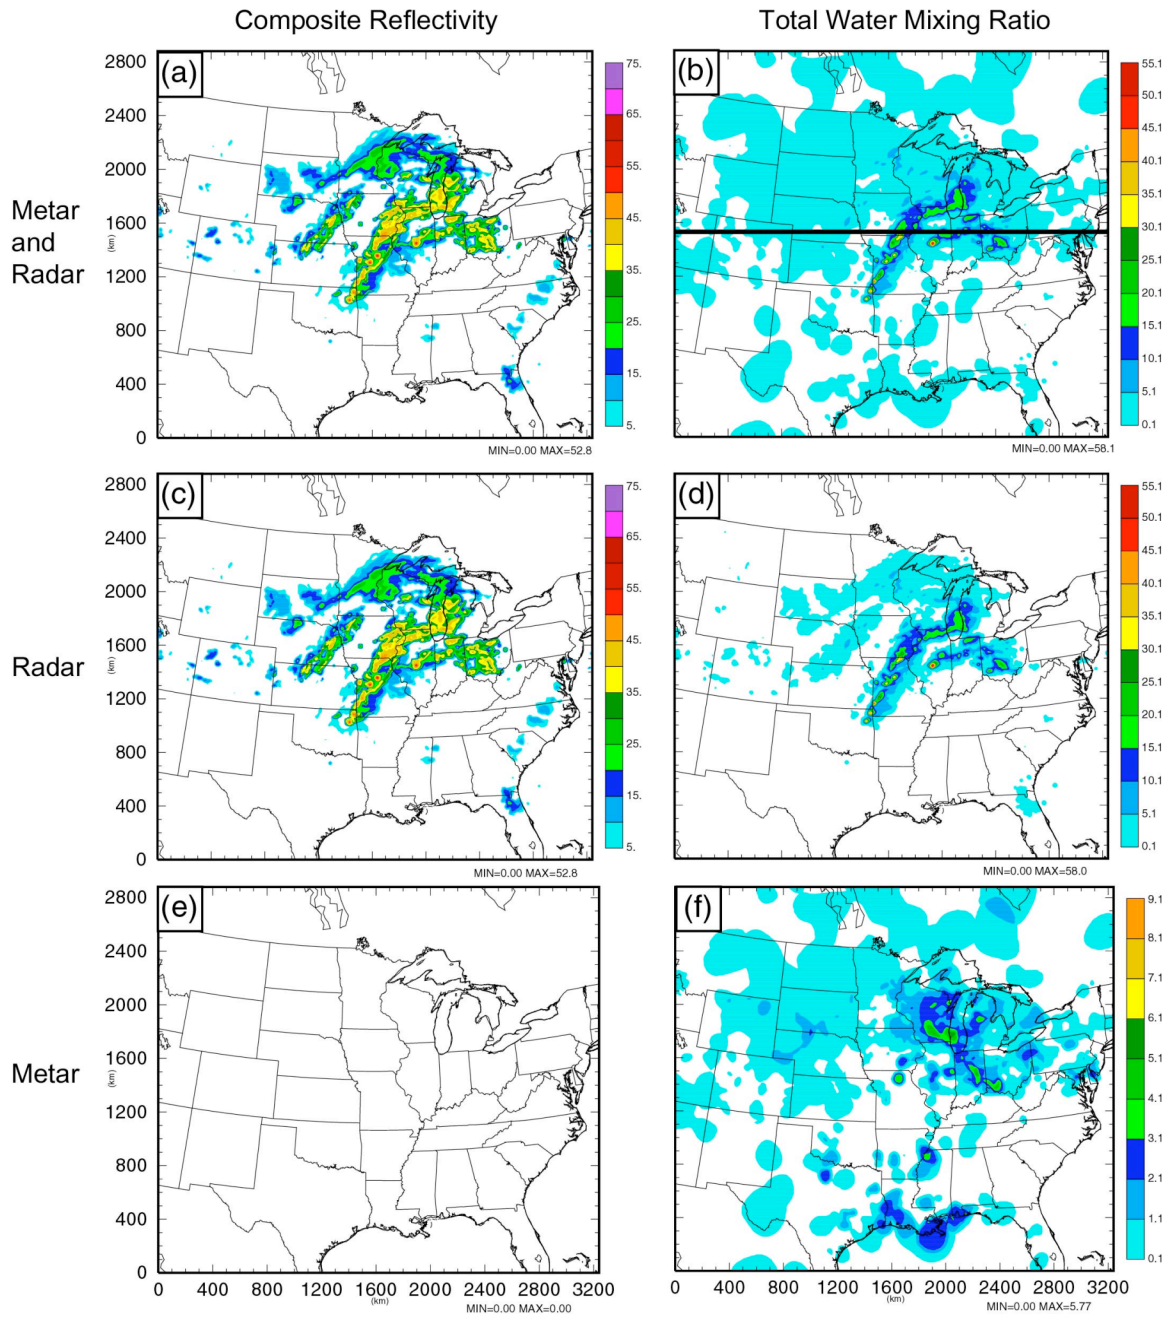 Composite Reflectivity
Total Water Mixing Ratio
Metar
and
Radar
(a)
2800
2400
2000
1600
1200
800
400
0
(km)
75.
65.
55.
45.
35.
25.
15.
5.
MIN=0.00 MAX=52.8
(b)
55.1
50.1
45.1
40.1
35.1
30.1
25.1
20.1
15.1
10.1
5.1
0.1
MIN=0.00 MAX=58.1
Radar
(c)
2800
2400
2000
1600
1200
800
400
0
(km)
75.
65.
55.
45.
35.
25.
15.
5.
MIN=0.00 MAX=52.8
(d)
55.1
50.1
45.1
40.1
35.1
30.1
25.1
20.1
15.1
10.1
5.1
0.1
MIN=0.00 MAX=58.0
Metar
(e)
2800
2400
2000
1600
1200
800
400
0
(km)
0 400 800 1200 1600 2000 2400 3200
(km)
MIN=0.00 MAX=0.00
(f)
9.1
8.1
7.1
6.1
5.1
4.1
3.1
2.1
1.1
0.1
0 400 800 1200 1600 2000 2400 3200
(km)
MIN=0.00 MAX=5.77